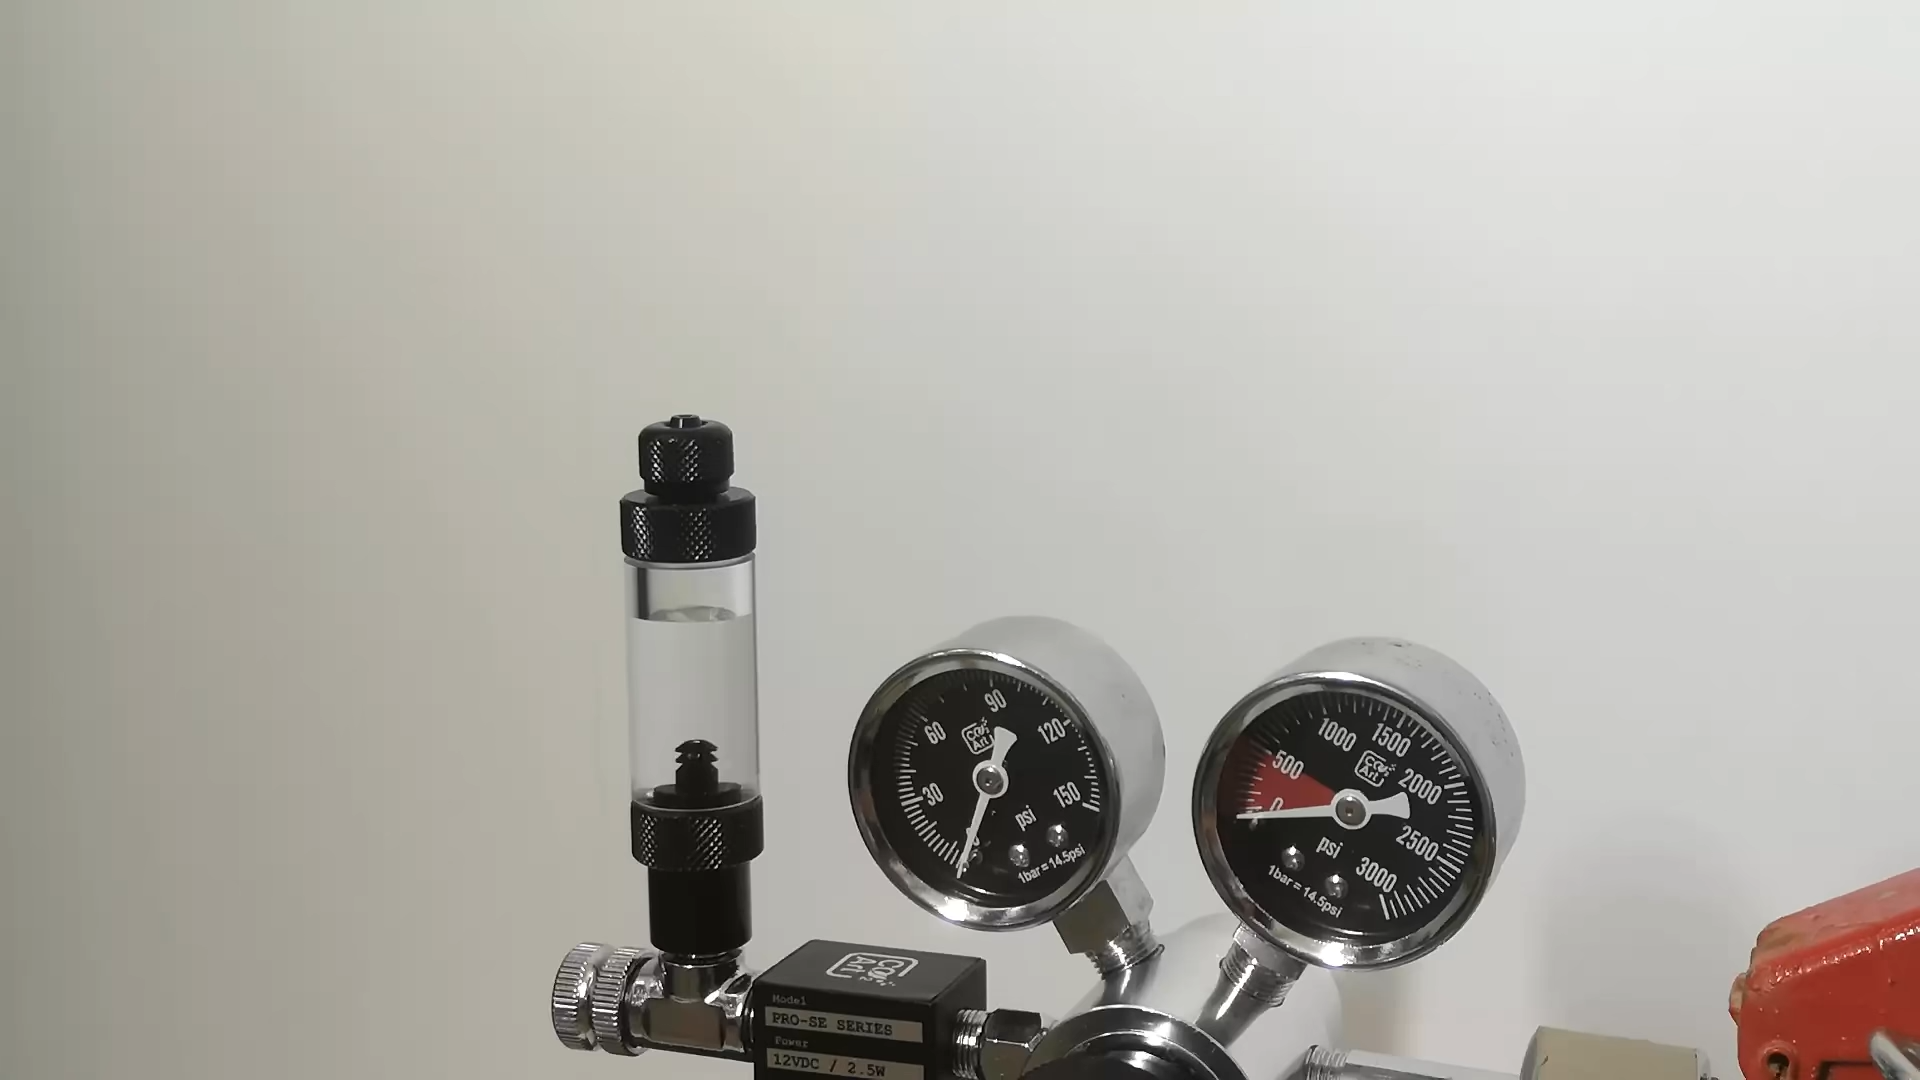 90
60
120
CO2
Art
30
150
psi
0
1bar = 14.5psi
1000
1500
500
CO2
Art
2000
0
psi
2500
3000
1bar = 14.5psi
CO2
Art
Model
PRO-SE SERIES
Power
12VDC / 2.5W